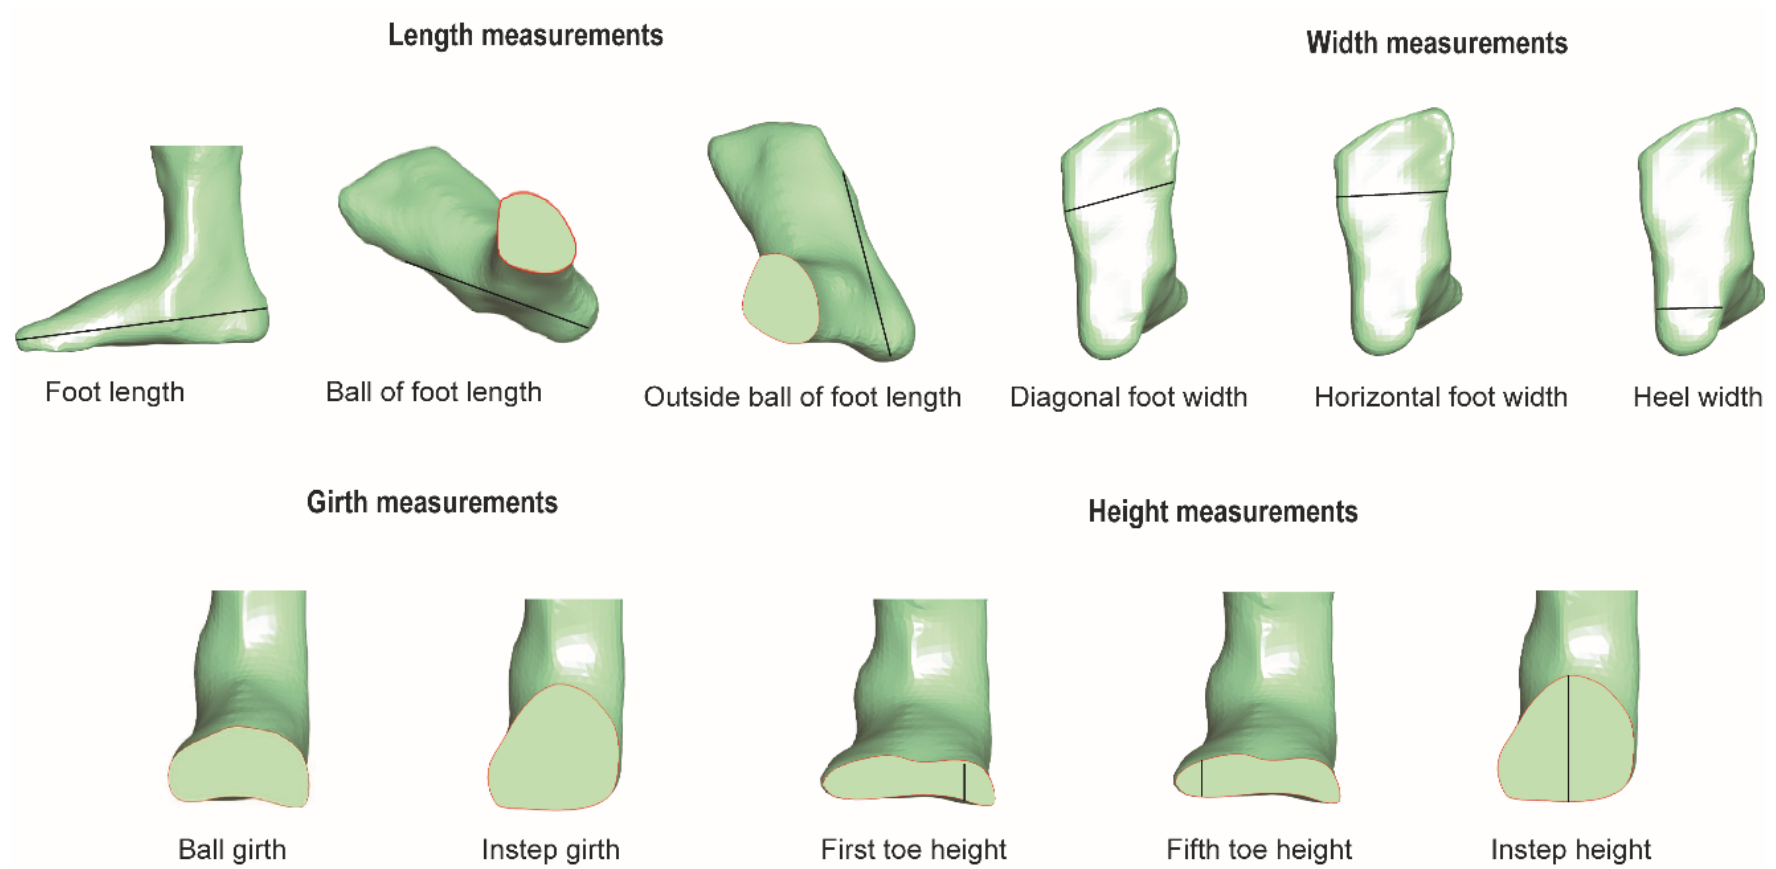 Length measurements
Width measurements
Foot length
Ball of foot length
Outside ball of foot length
Diagonal foot width
Horizontal foot width
Heel width
Girth measurements
Height measurements
Ball girth
Instep girth
First toe height
Fifth toe height
Instep height